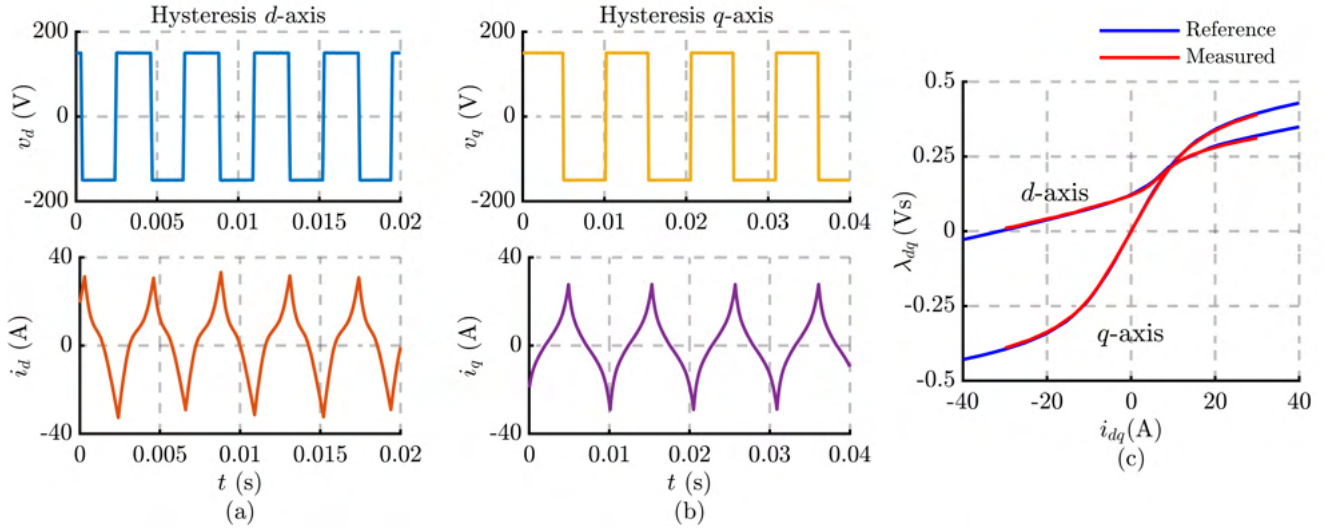 Hysteresis d-axis
200
0
-200
v_d (V)
0
0.005
0.01
0.015
0.02
40
0
-40
i_d (A)
0
0.005
0.01
0.015
0.02
t (s)
(a)
Hysteresis q-axis
200
0
-200
v_q (V)
0
0.01
0.02
0.03
0.04
40
0
-40
i_q (A)
0
0.01
0.02
0.03
0.04
t (s)
(b)
Reference
Measured
0.5
0.25
0
-0.25
-0.5
λ_dq (Vs)
d-axis
q-axis
-40
-20
0
20
40
i_dq(A)
(c)